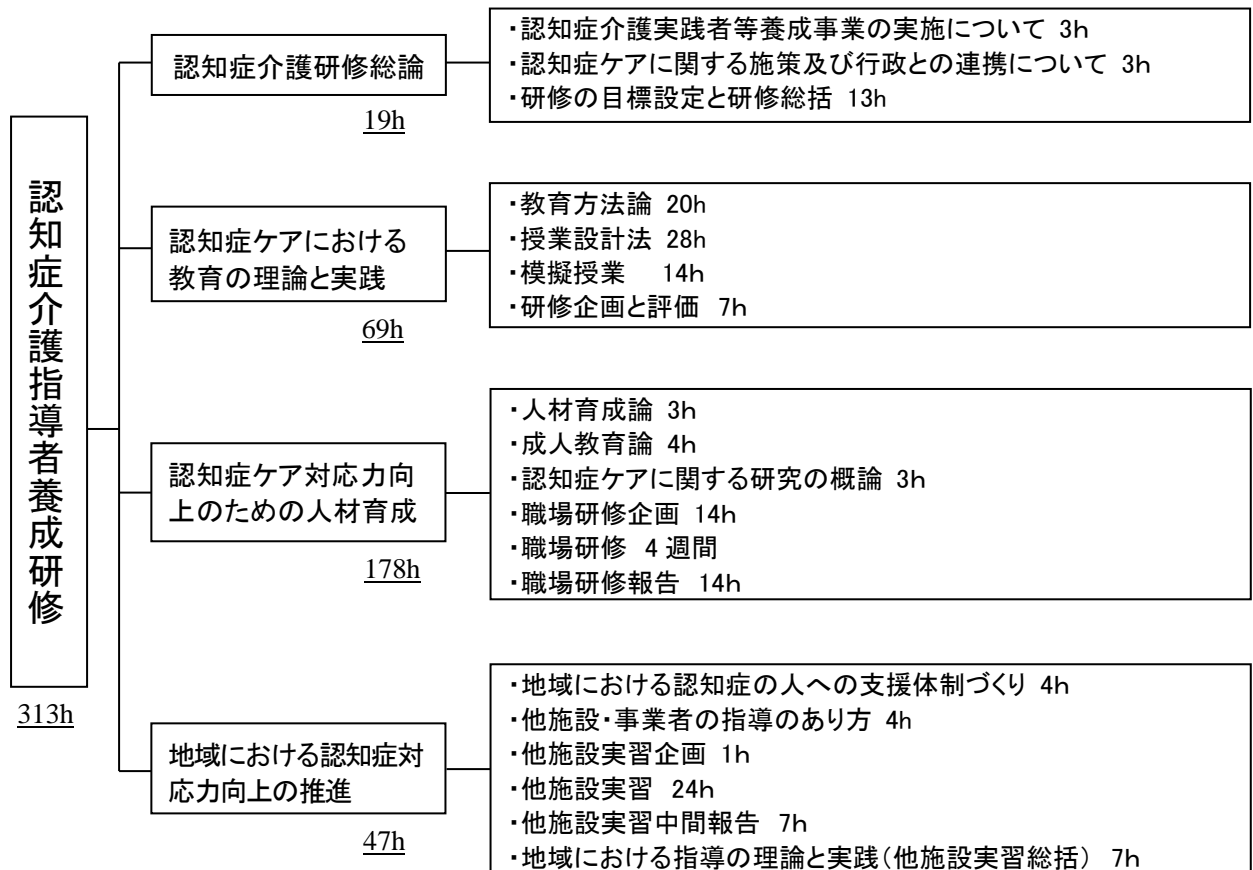 認知症介護指導者養成研修
313h
認知症介護研修総論
19h
・認知症介護実践者等養成事業の実施について 3h
・認知症ケアに関する施策及び行政との連携について 3h
・研修の目標設定と研修総括 13h
認知症ケアにおける
教育の理論と実践
69h
・教育方法論 20h
・授業設計法 28h
・模擬授業 14h
・研修企画と評価 7h
認知症ケア対応力向
上のための人材育成
178h
・人材育成論 3h
・成人教育論 4h
・認知症ケアに関する研究の概論 3h
・職場研修企画 14h
・職場研修 4週間
・職場研修報告 14h
地域における認知症対
応力向上の推進
47h
・地域における認知症の人への支援体制づくり 4h
・他施設・事業者の指導のあり方 4h
・他施設実習企画 1h
・他施設実習 24h
・他施設実習中間報告 7h
・地域における指導の理論と実践(他施設実習総括) 7h